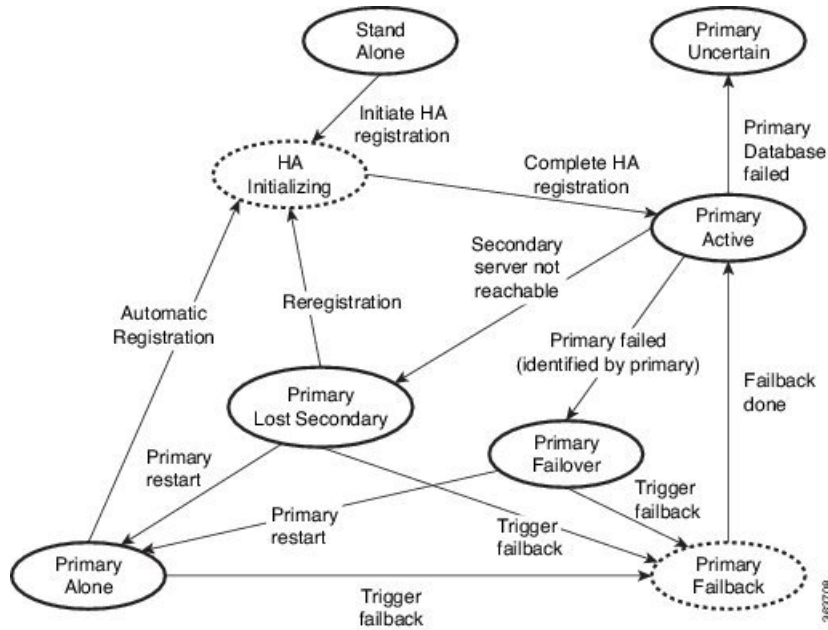 Stand
Alone
Primary
Uncertain
Initiate HA
registration
Primary
Database
failed
HA
Initializing
Complete HA
registration
Primary
Active
Secondary
server not
reachable
Automatic
Registration
Reregistration
Primary failed
(identified by primary)
Failback
done
Primary
Lost Secondary
Primary
Failover
Primary
restart
Primary
restart
Trigger
failback
Trigger
failback
Primary
Alone
Primary
Failback
Trigger
failback